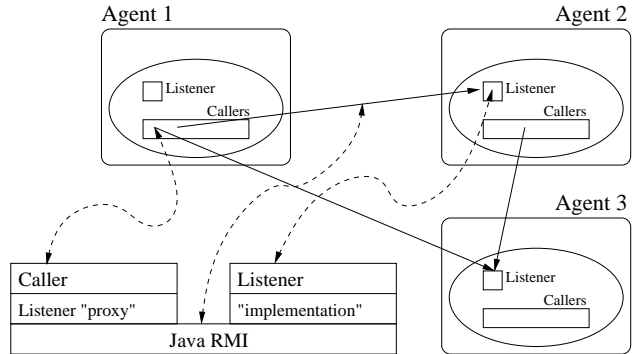 Agent 1
Agent 2
Listener
Callers
Listener
Callers
Agent 3
Listener
Callers
Caller
Listener "proxy"
Listener
"implementation"
Java RMI